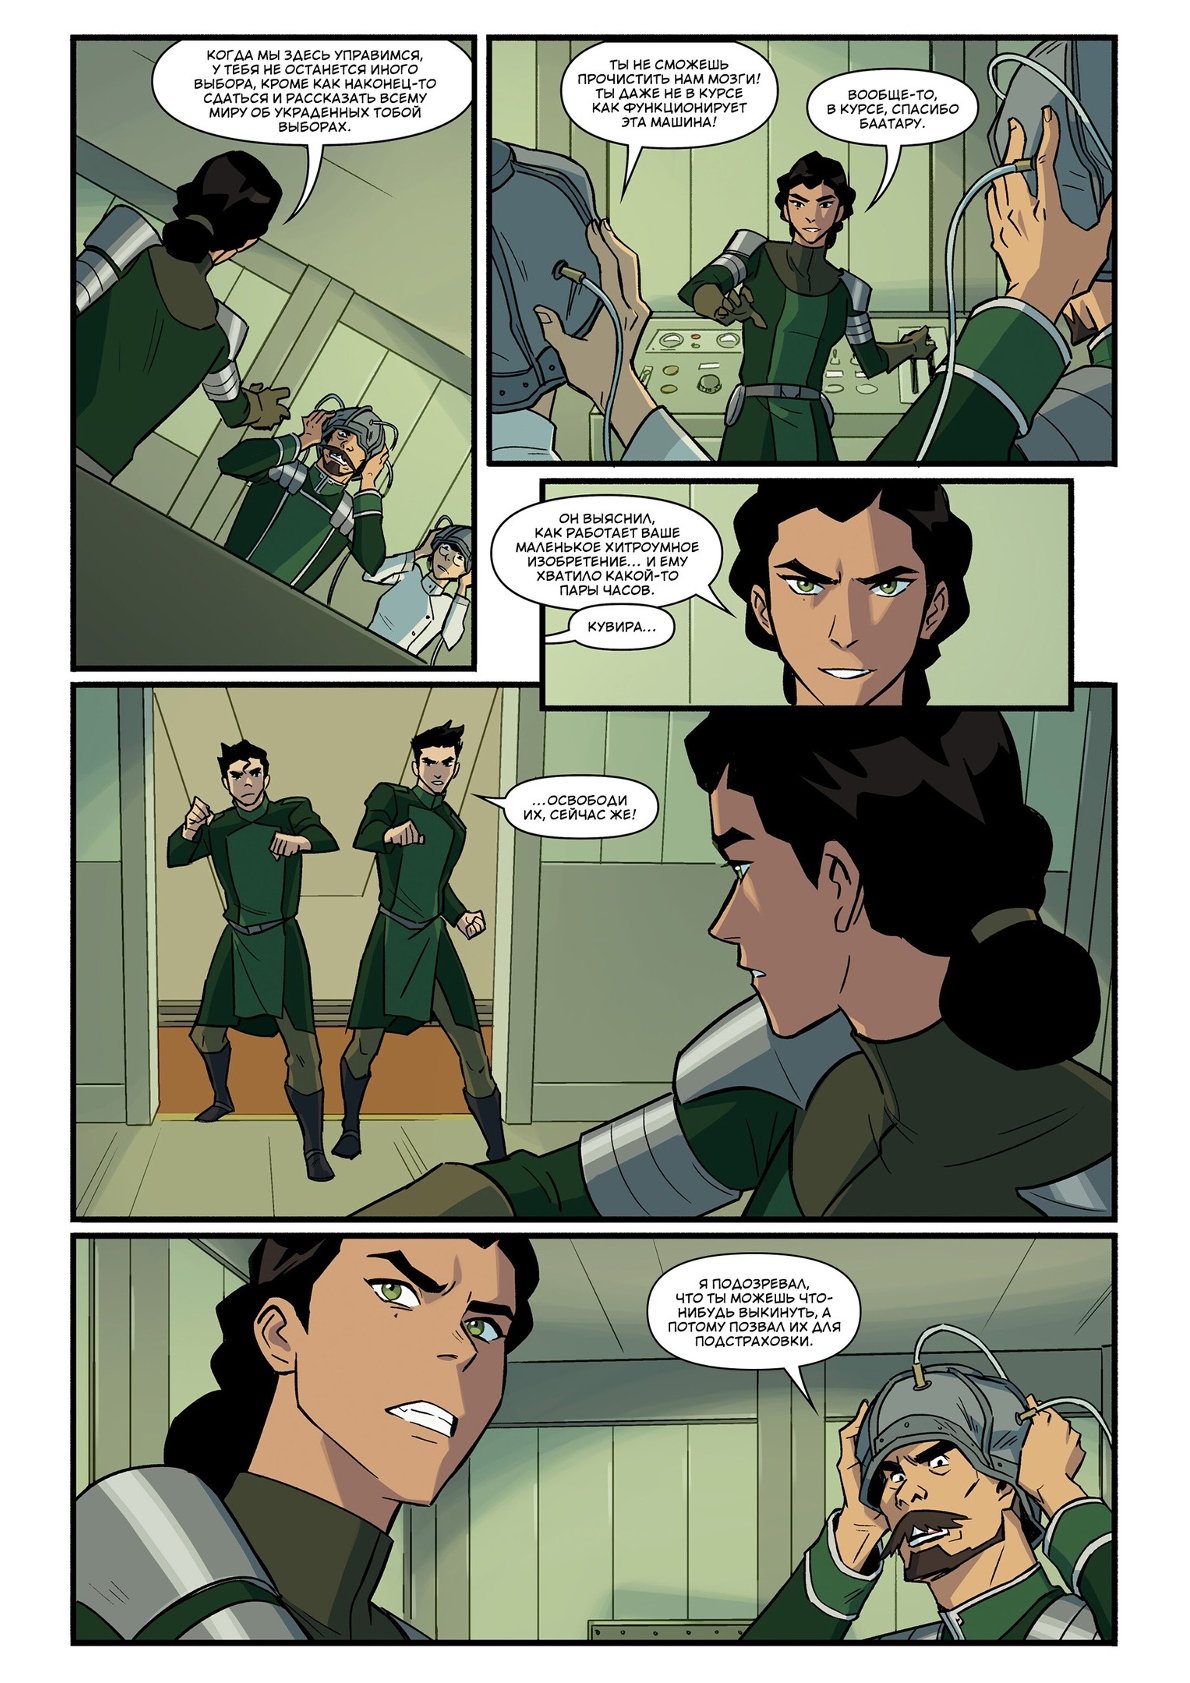 КОГДА МЫ ЗДЕСЬ УПРАВИМСЯ,
У ТЕБЯ НЕ ОСТАНЕТСЯ ИНОГО
ВЫБОРА, КРОМЕ КАК НАКОНЕЦ-ТО
СДАТЬСЯ И РАССКАЗАТЬ ВСЕМУ
МИРУ ОБ УКРАДЕННЫХ ТОБОЙ
ВЫБОРАХ.
ТЫ НЕ СМОЖЕШЬ
ПРОЧИСТИТЬ НАМ МОЗГИ!
ТЫ ДАЖЕ НЕ В КУРСЕ
КАК ФУНКЦИОНИРУЕТ
ЭТА МАШИНА!
ВООБЩЕ-ТО,
В КУРСЕ, СПАСИБО
БААТАРУ.
ОН ВЫЯСНИЛ,
КАК РАБОТАЕТ ВАШЕ
МАЛЕНЬКОЕ ХИТРОУМНОЕ
ИЗОБРЕТЕНИЕ... И ЕМУ
ХВАТИЛО КАКОЙ-ТО
ПАРЫ ЧАСОВ.
КУВИРА...
...ОСВОБОДИ
ИХ, СЕЙЧАС ЖЕ!
Я ПОДОЗРЕВАЛ,
ЧТО ТЫ МОЖЕШЬ ЧТО-
НИБУДЬ ВЫКИНУТЬ, А
ПОТОМУ ПОЗВАЛ ИХ ДЛЯ
ПОДСТРАХОВКИ.